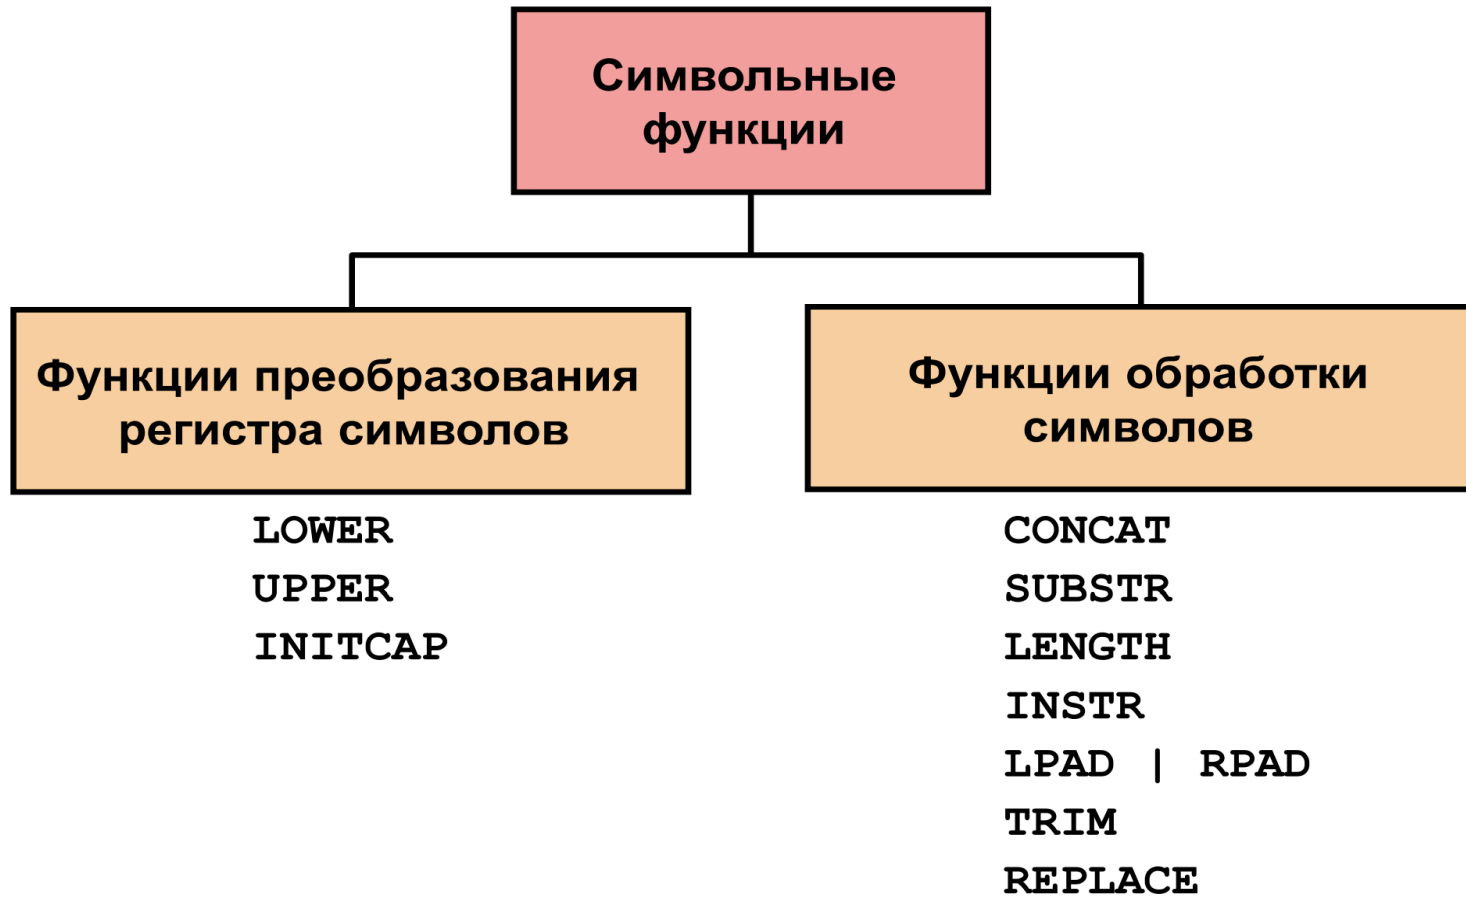 Символьные
функции
Функции преобразования
регистра символов
LOWER
UPPER
INITCAP
Функции обработки
символов
CONCAT
SUBSTR
LENGTH
INSTR
LPAD | RPAD
TRIM
REPLACE